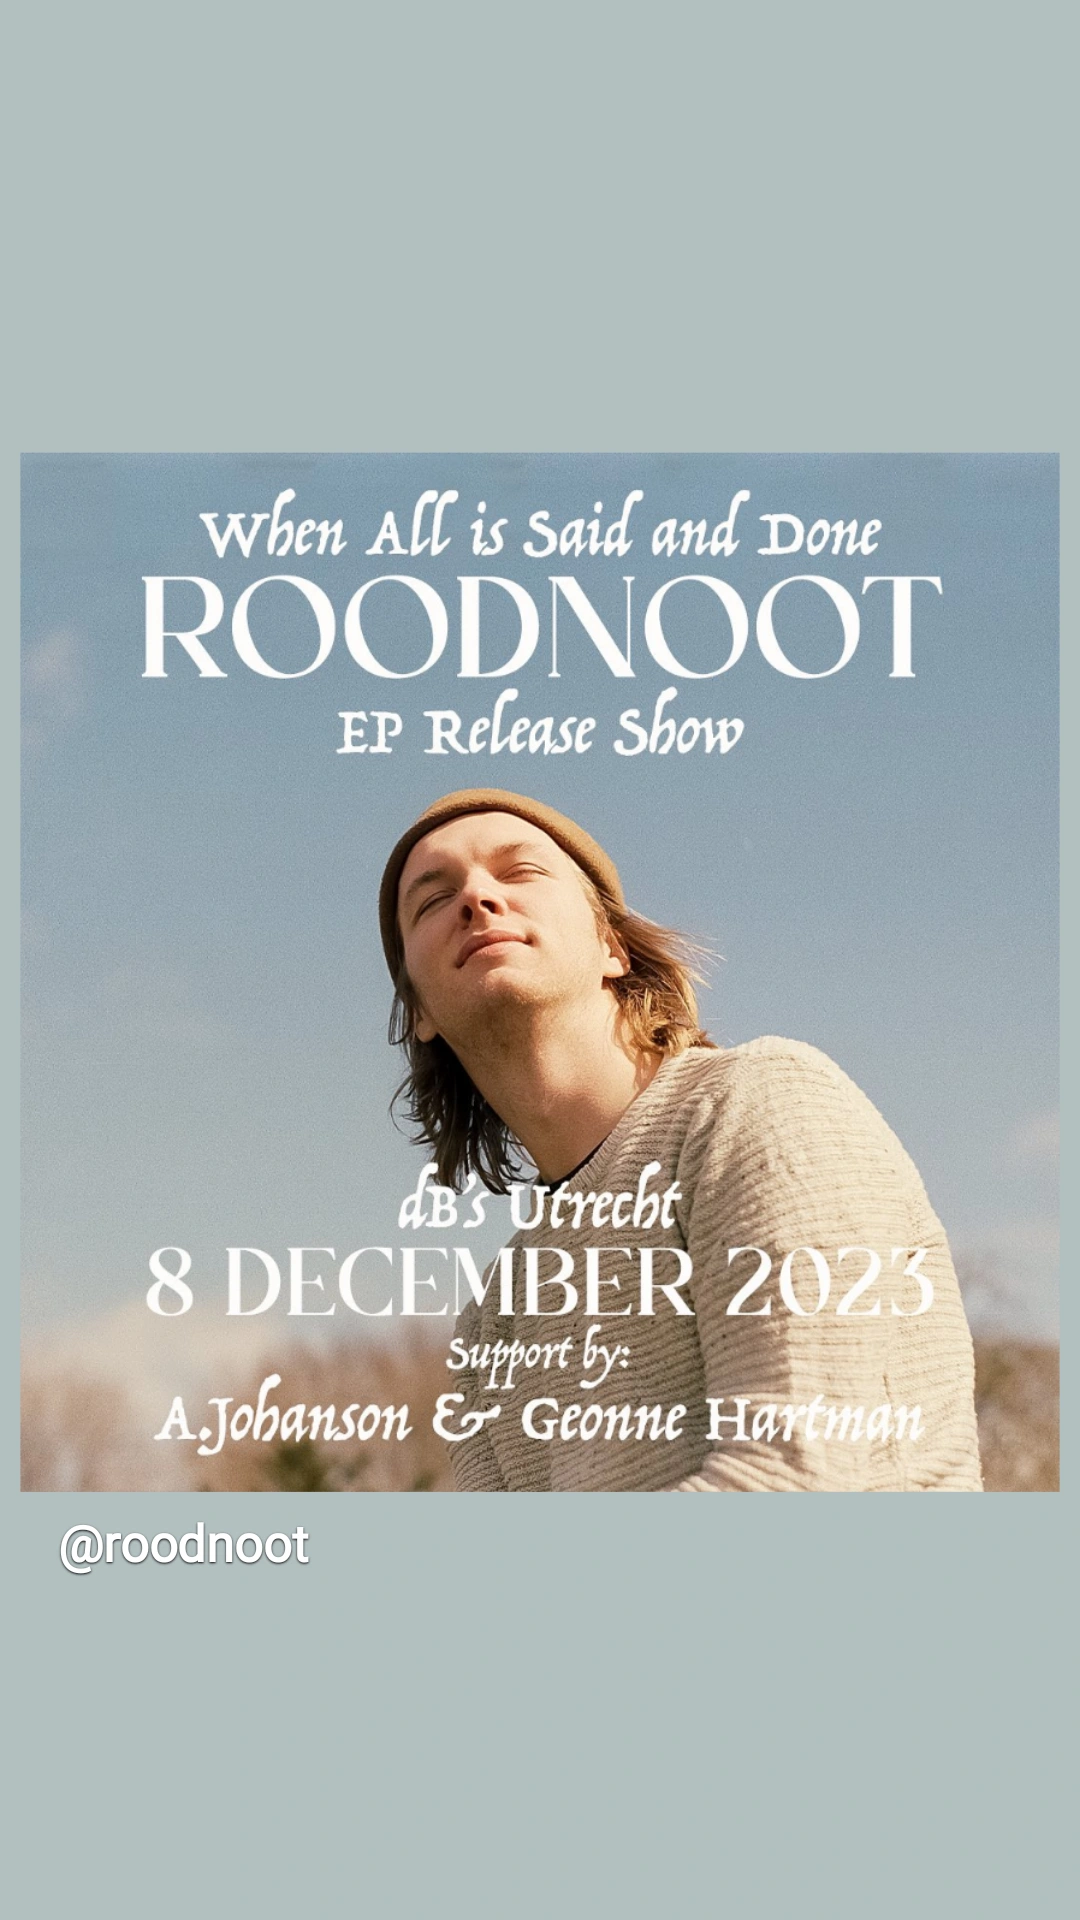 When All is Said and Done
ROODNOOT
EP Release Show
dB's Utrecht
8 DECEMBER 2023
Support by:
A.Johanson & Geonne Hartman
@roodnoot